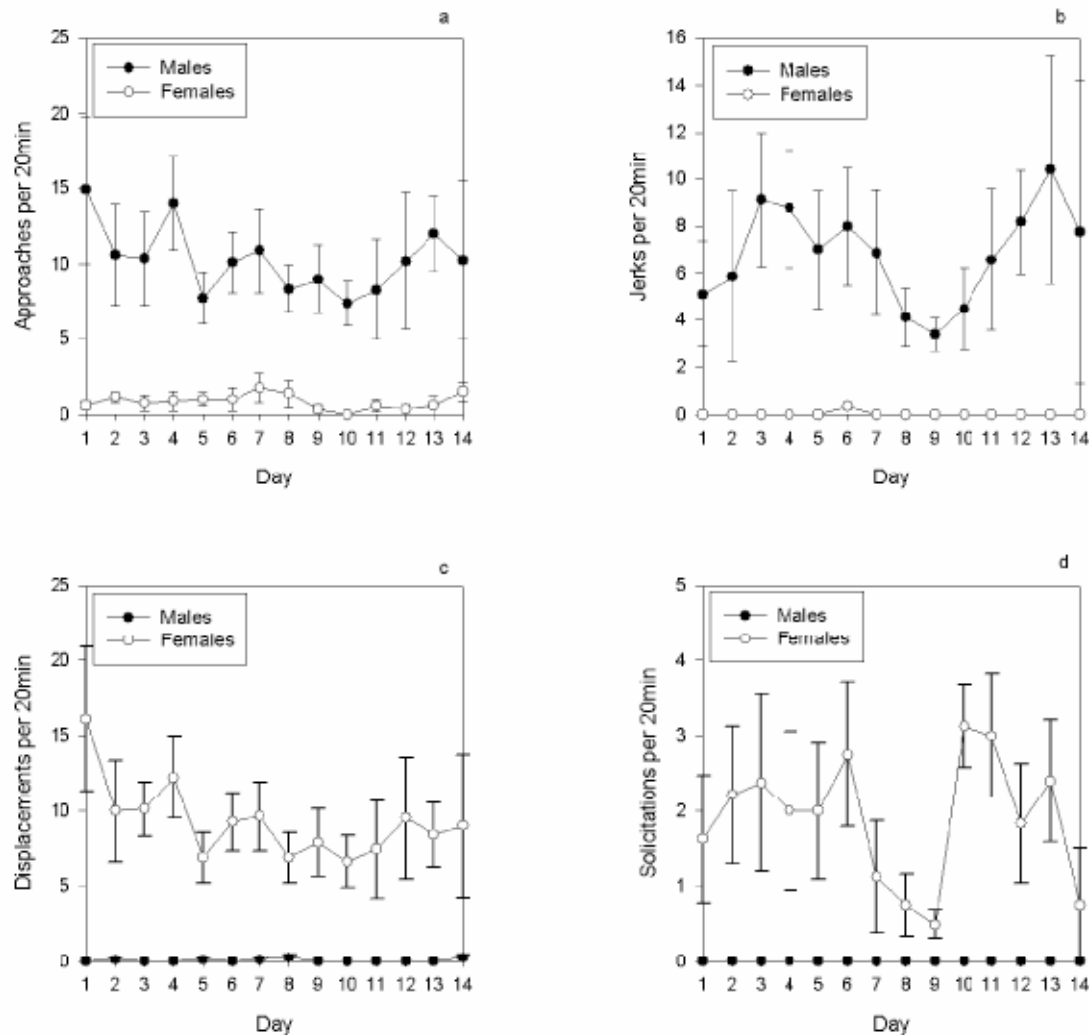 a
25
20
15
10
5
0
Approaches per 20min
Males
Females
1 2 3 4 5 6 7 8 9 10 11 12 13 14
Day
b
16
14
12
10
8
6
4
2
0
Jerks per 20min
Males
Females
1 2 3 4 5 6 7 8 9 10 11 12 13 14
Day
c
25
20
15
10
5
0
Displacements per 20min
Males
Females
1 2 3 4 5 6 7 8 9 10 11 12 13 14
Day
d
5
4
3
2
1
0
Solicitations per 20min
Males
Females
1 2 3 4 5 6 7 8 9 10 11 12 13 14
Day